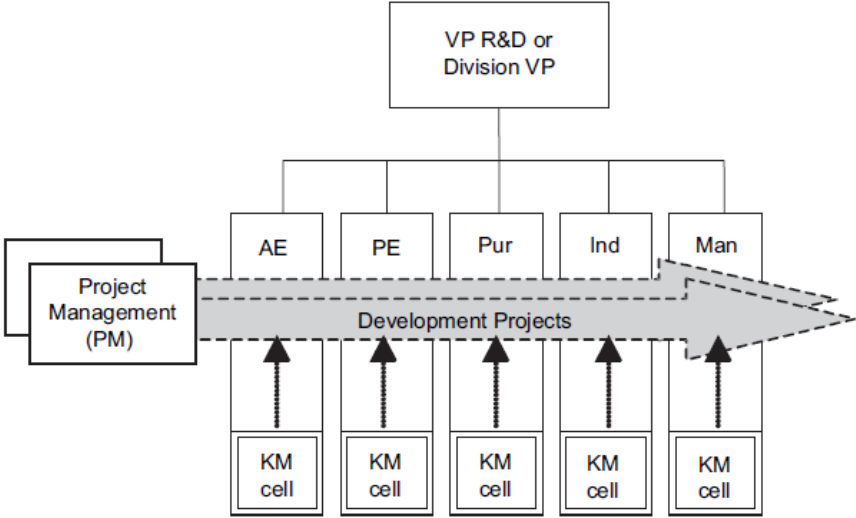 VP R&D or
Division VP
AE
PE
Pur
Ind
Man
Project
Management
(PM)
Development Projects
KM
cell
KM
cell
KM
cell
KM
cell
KM
cell